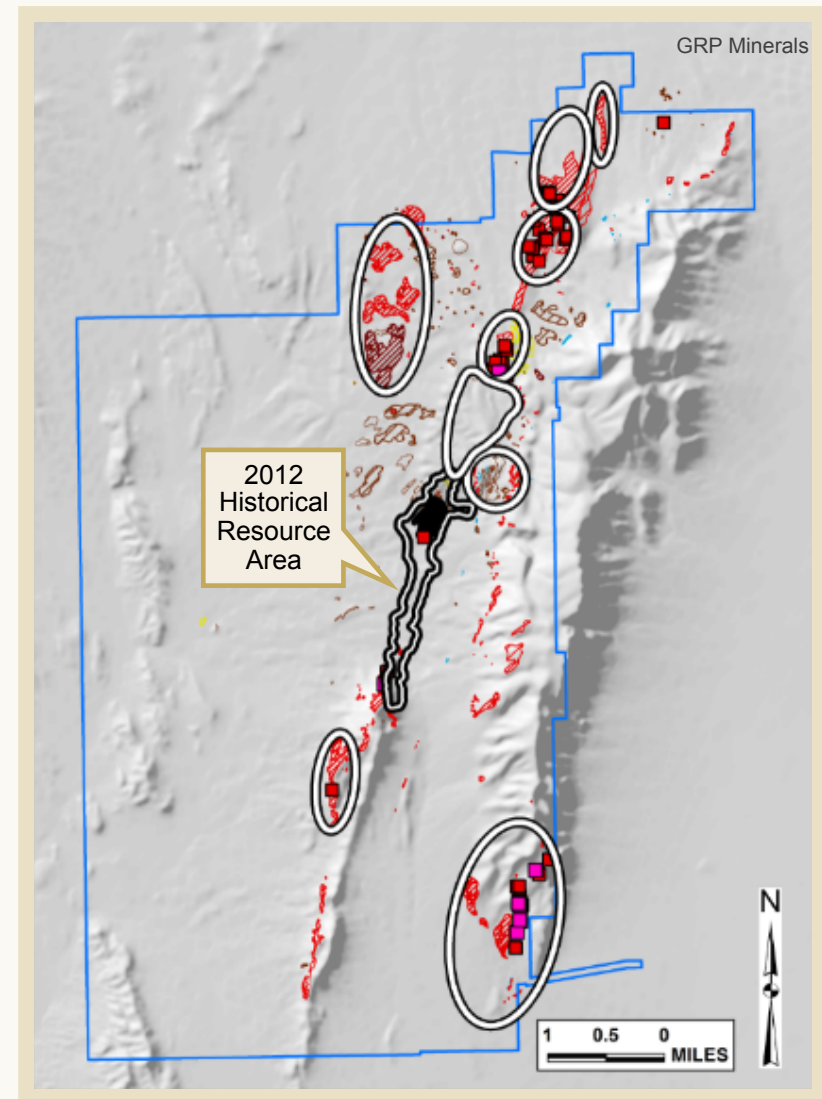 GRP Minerals
2012
Historical
Resource
Area
N
1 0.5 0
MILES